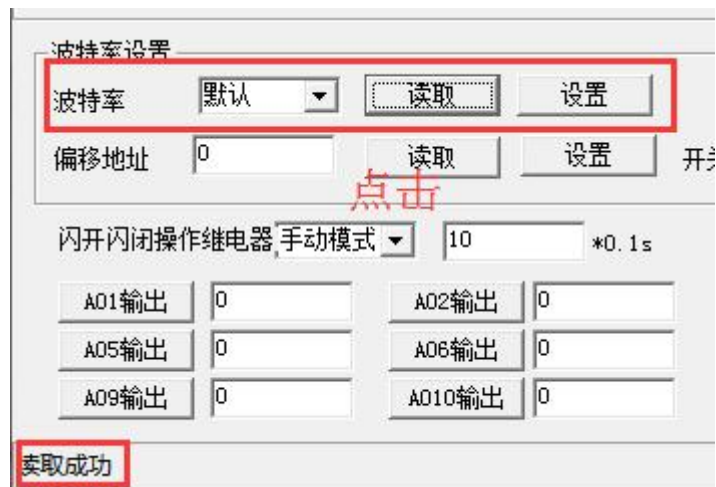 波特率设置
波特率 默认 读取 设置
偏移地址 0 读取 设置 开关
点击
闪开闪闭操作继电器 手动模式 10 *0.1s
A01输出 0 A02输出 0
A05输出 0 A06输出 0
A09输出 0 A010输出 0
读取成功